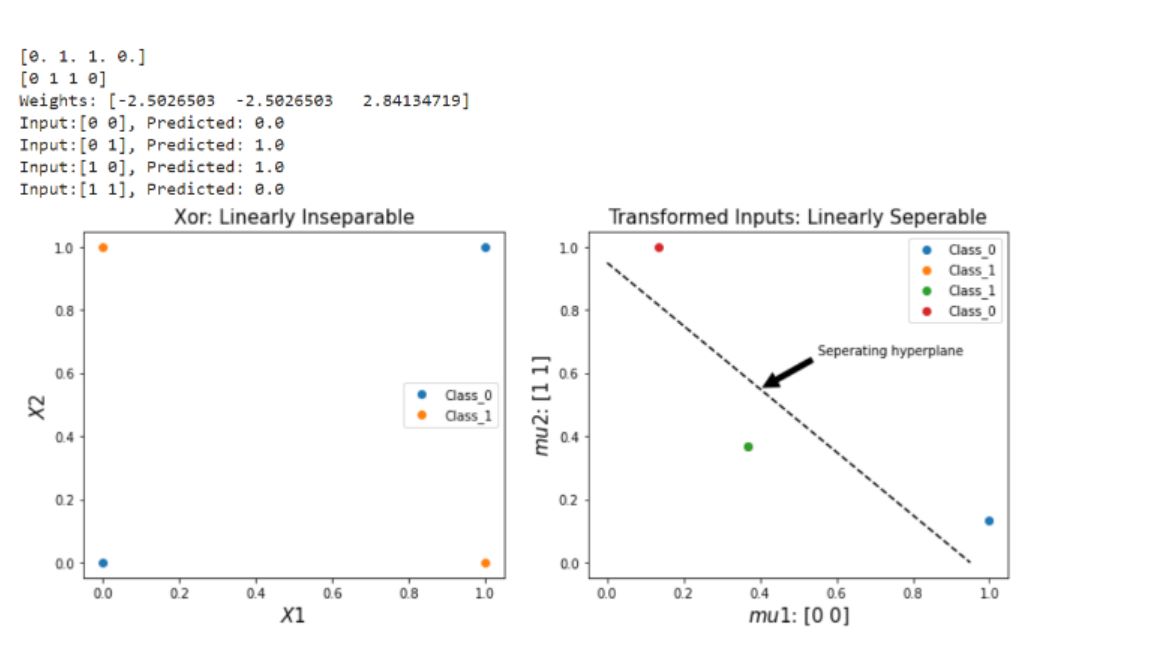 [0. 1. 1. 0.]
[0 1 1 0]
Weights: [-2.5026503  -2.5026503   2.84134719]
Input:[0 0], Predicted: 0.0
Input:[0 1], Predicted: 1.0
Input:[1 0], Predicted: 1.0
Input:[1 1], Predicted: 0.0
Xor: Linearly Inseparable
1.0
0.8
0.6
0.4
0.2
0.0
X2
Class_0
Class_1
0.0 0.2 0.4 0.6 0.8 1.0
X1
Transformed Inputs: Linearly Seperable
1.0
0.8
0.6
0.4
0.2
0.0
mu2: [1 1]
Class_0
Class_1
Class_1
Class_0
Seperating hyperplane
0.0 0.2 0.4 0.6 0.8 1.0
mu1: [0 0]